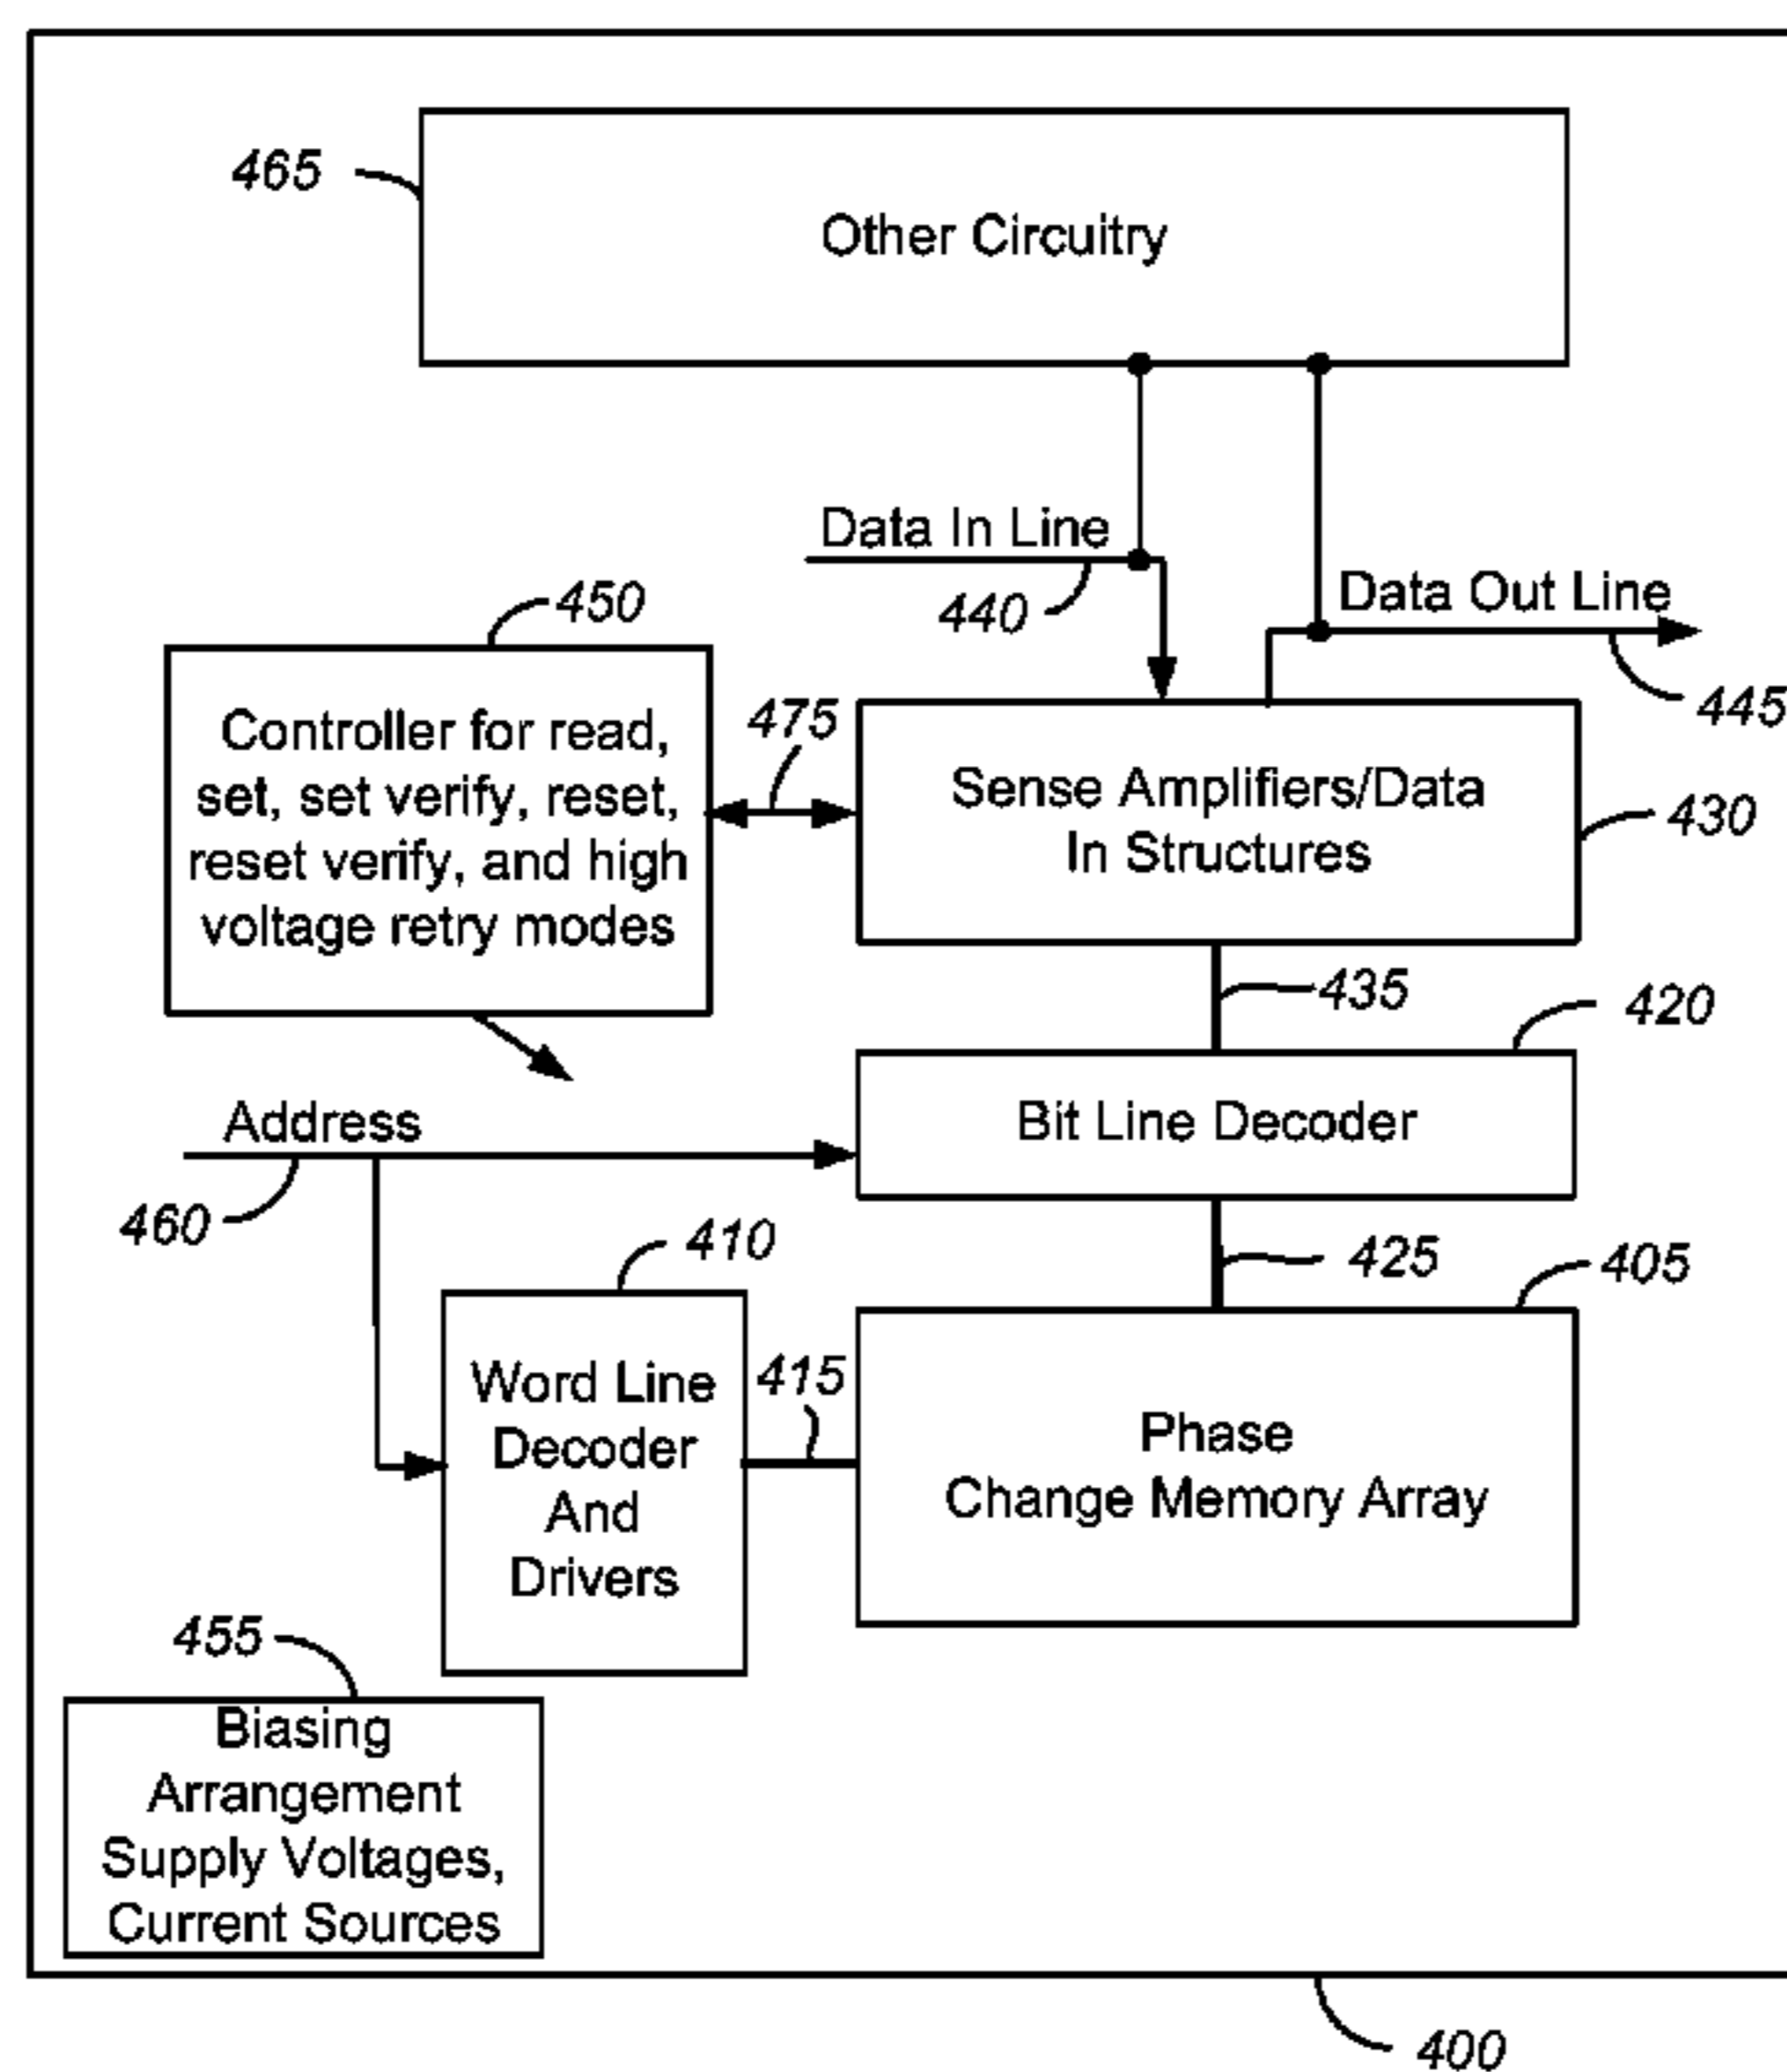 465
Other Circuitry
Data In Line
440
Data Out Line
445
450
Controller for read,
set, set verify, reset,
reset verify, and high
voltage retry modes
475
Sense Amplifiers/Data
In Structures
430
435
420
Address
460
Bit Line Decoder
410
425
405
Word Line
Decoder
And
Drivers
415
Phase
Change Memory Array
455
Biasing
Arrangement
Supply Voltages,
Current Sources
400